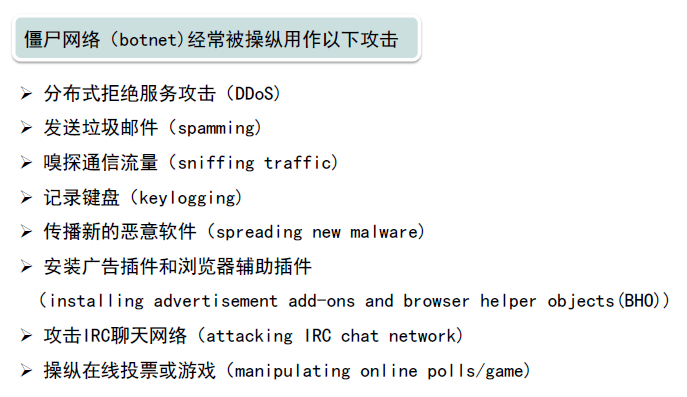 僵尸网络（botnet)经常被操纵用作以下攻击
➢ 分布式拒绝服务攻击（DDoS)
➢ 发送垃圾邮件（spamming)
➢ 嗅探通信流量（sniffing traffic)
➢ 记录键盘（keylogging)
➢ 传播新的恶意软件（spreading new malware)
➢ 安装广告插件和浏览器辅助插件
（installing advertisement add-ons and browser helper objects(BHO))
➢ 攻击IRC聊天网络（attacking IRC chat network)
➢ 操纵在线投票或游戏（manipulating online polls/game)